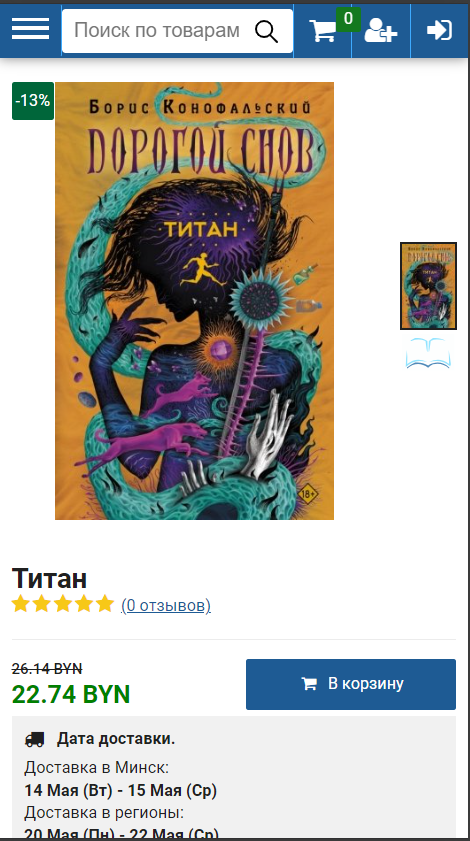 Поиск по товарам
0
-13%
Борис Конофальский
ДОРОГОЙ СНОВ
ТИТАН
18+
Титан
(0 отзывов)
26.14 BYN
22.74 BYN
В корзину
Дата доставки.
Доставка в Минск:
14 Мая (Вт) - 15 Мая (Ср)
Доставка в регионы:
20 Мая (Пн) - 22 Мая (Ср)